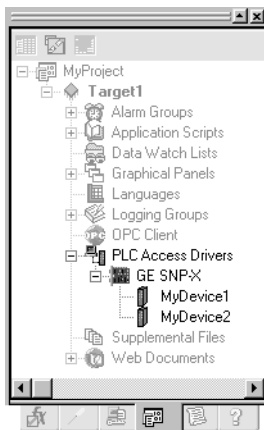 MyProject
Target1
Alarm Groups
Application Scripts
Data Watch Lists
Graphical Panels
Languages
Logging Groups
OPC OPC Client
PLC Access Drivers
GE SNP-X
MyDevice1
MyDevice2
Supplemental Files
Web Documents